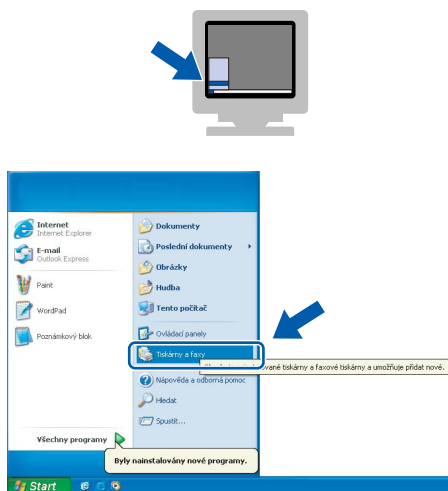 Internet
Internet Explorer
E-mail
Outlook Express
Paint
WordPad
Poznámkový blok
Všechny programy
Dokumenty
Poslední dokumenty
Obrázky
Hudba
Tento počítač
Ovládací panely
Tiskárny a faxy
vané tiskárny a faxové tiskárny a umožňuje přidat nové.
Nápověda a odborná pomoc
Hledat
Spustit...
Byly nainstalovány nové programy.
Start